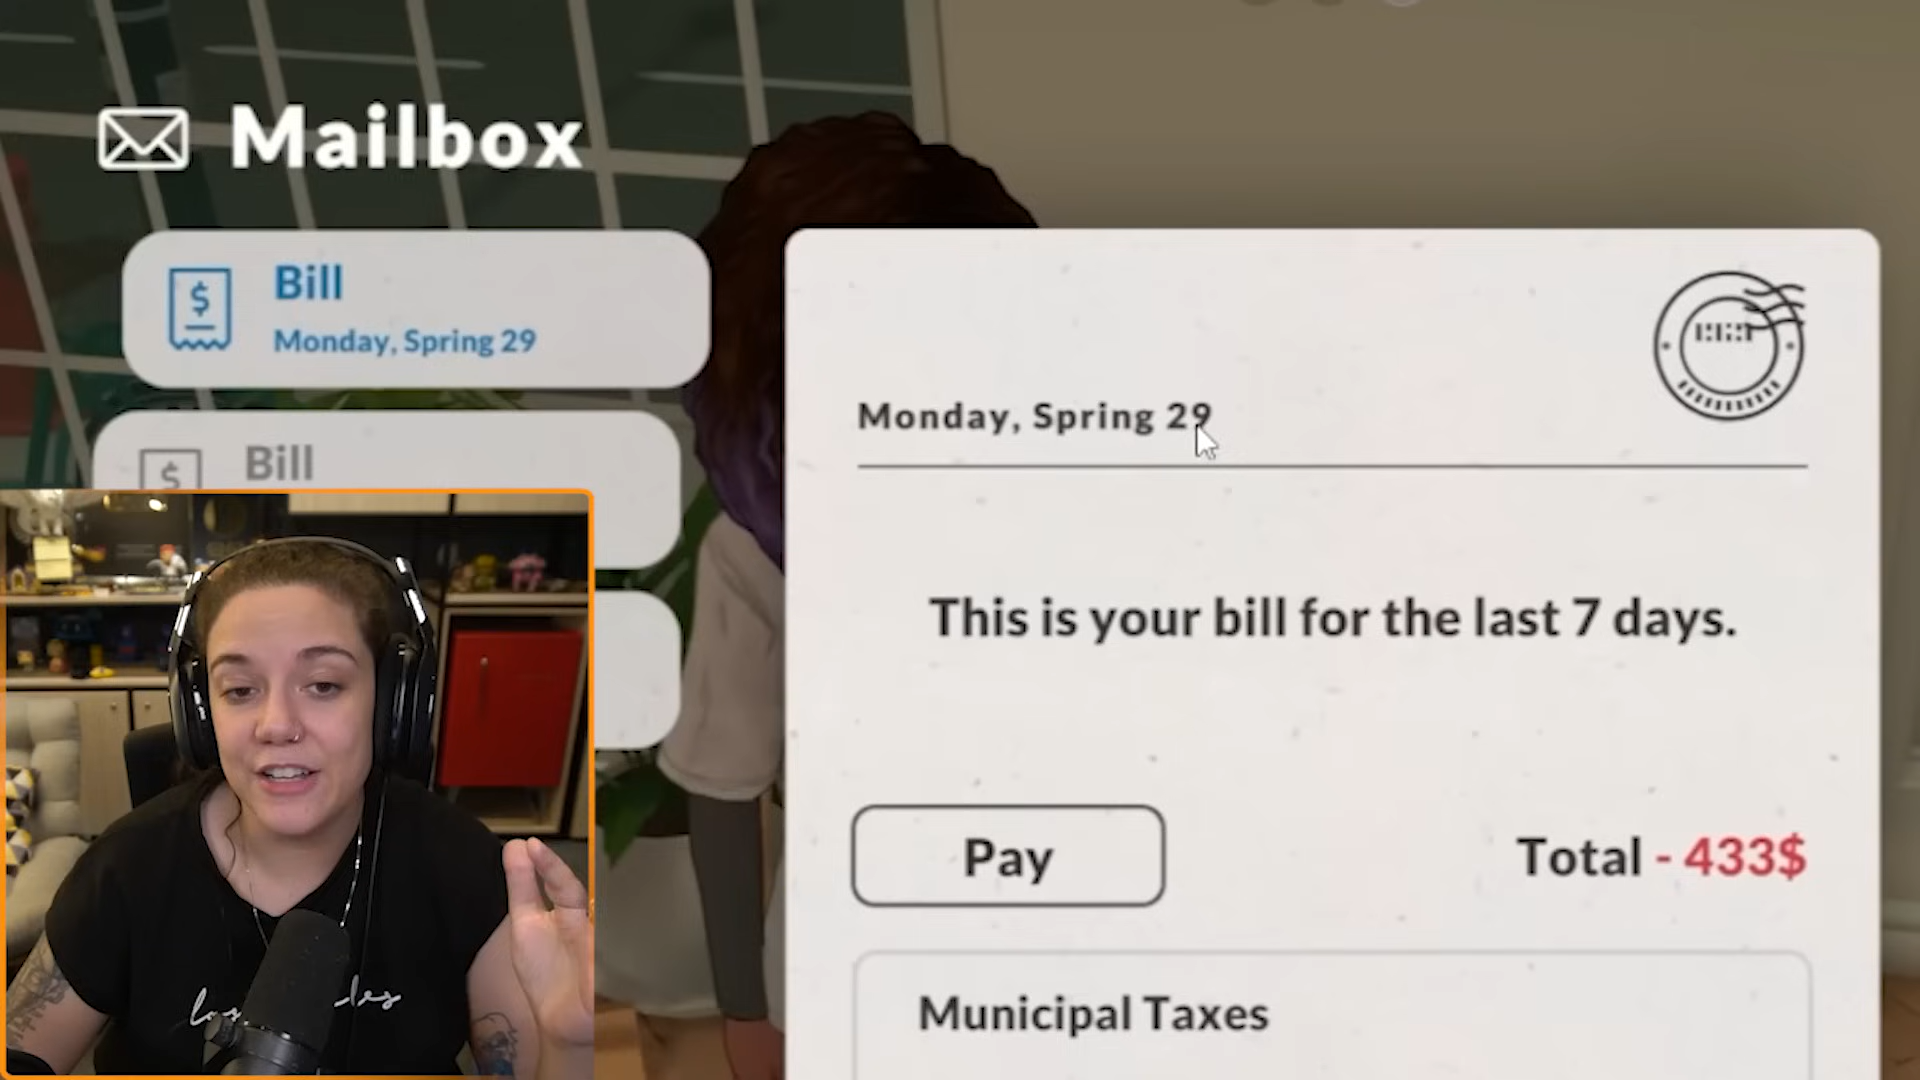 Mailbox
Bill
Monday, Spring 29
Bill
Monday, Spring 29
This is your bill for the last 7 days.
Pay
Total - 433$
Municipal Taxes